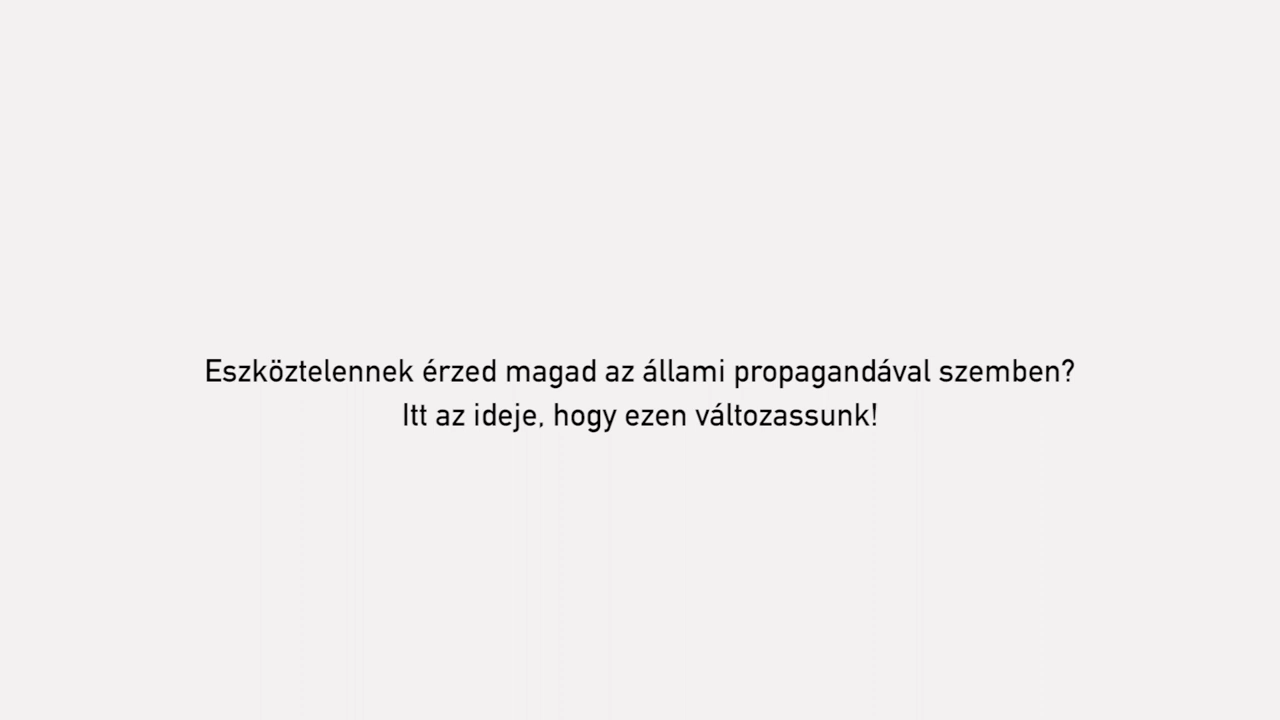 Eszköztelennek érzed magad az állami propagandával szemben?
Itt az ideje, hogy ezen változassunk!